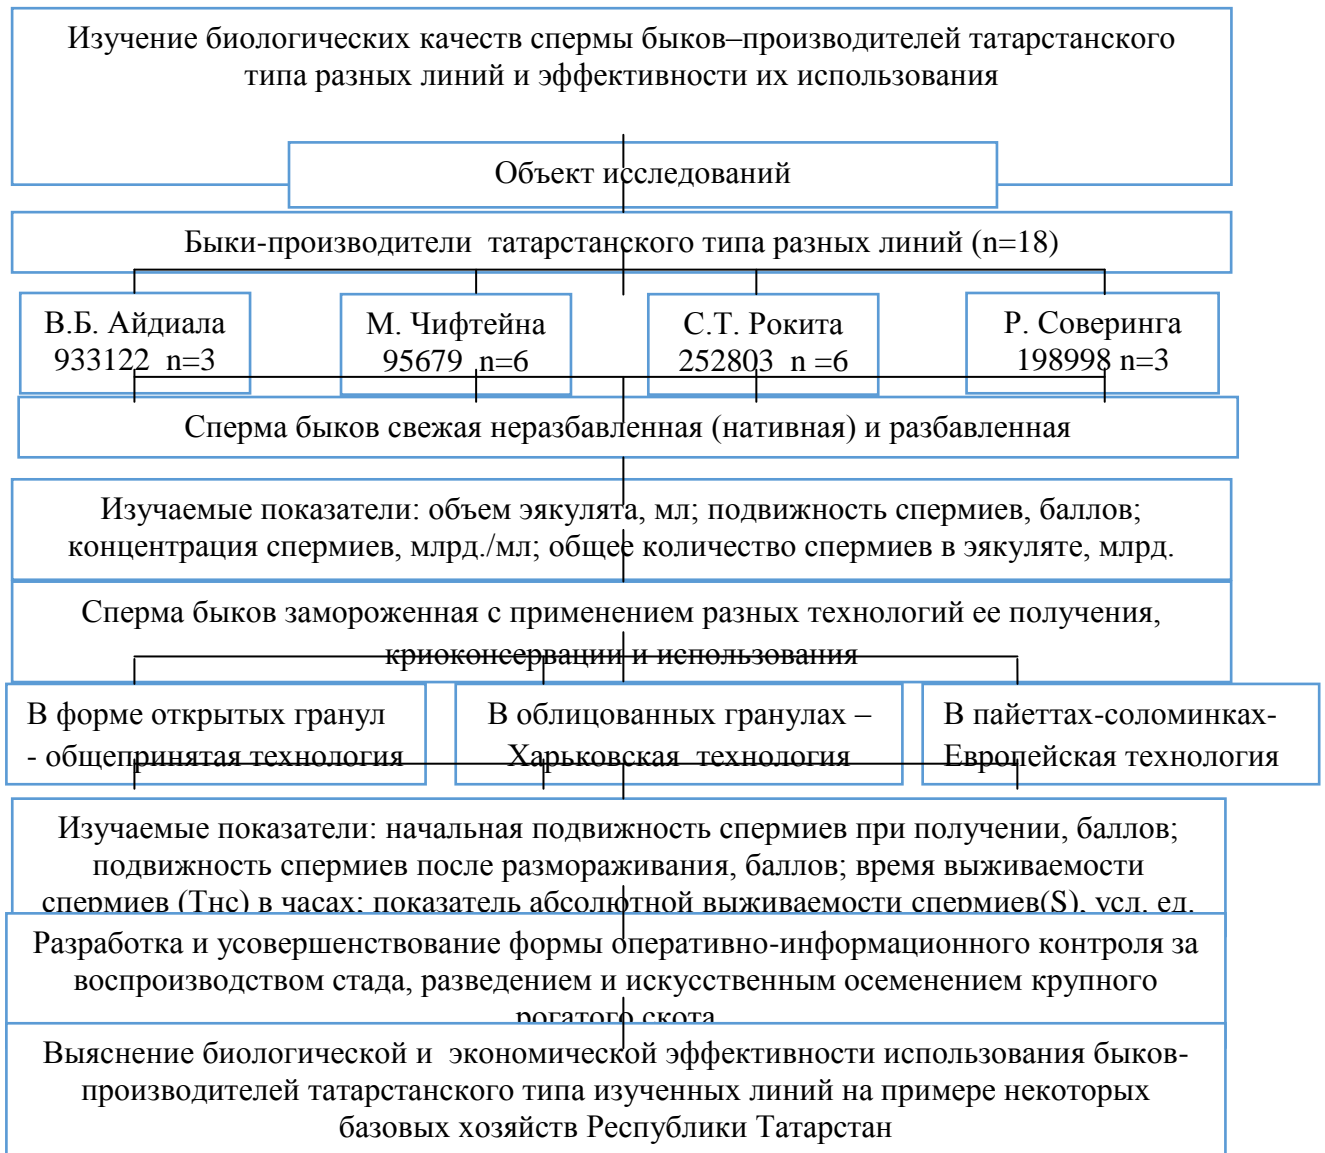 Изучение биологических качеств спермы быков–производителей татарстанского
типа разных линий и эффективности их использования
Объект исследований
Быки-производители татарстанского типа разных линий (n=18)
В.Б. Айдиала
933122 n=3
М. Чифтейна
95679 n=6
С.Т. Рокита
252803 n =6
Р. Соверинга
198998 n=3
Сперма быков свежая неразбавленная (нативная) и разбавленная
Изучаемые показатели: объем эякулята, мл; подвижность спермиев, баллов;
концентрация спермиев, млрд./мл; общее количество спермиев в эякуляте, млрд.
Сперма быков замороженная с применением разных технологий ее получения,
криоконсервации и использования
В форме открытых гранул
- общепринятая технология
В облицованных гранулах –
Харьковская технология
В пайеттах-соломинках-
Европейская технология
Изучаемые показатели: начальная подвижность спермиев при получении, баллов;
подвижность спермиев после размораживания, баллов; время выживаемости
спермиев (Тнс) в часах; показатель абсолютной выживаемости спермиев(S), усл. ед.
Разработка и усовершенствование формы оперативно-информационного контроля за
воспроизводством стада, разведением и искусственным осеменением крупного
рогатого скота
Выяснение биологической и экономической эффективности использования быков-
производителей татарстанского типа изученных линий на примере некоторых
базовых хозяйств Республики Татарстан